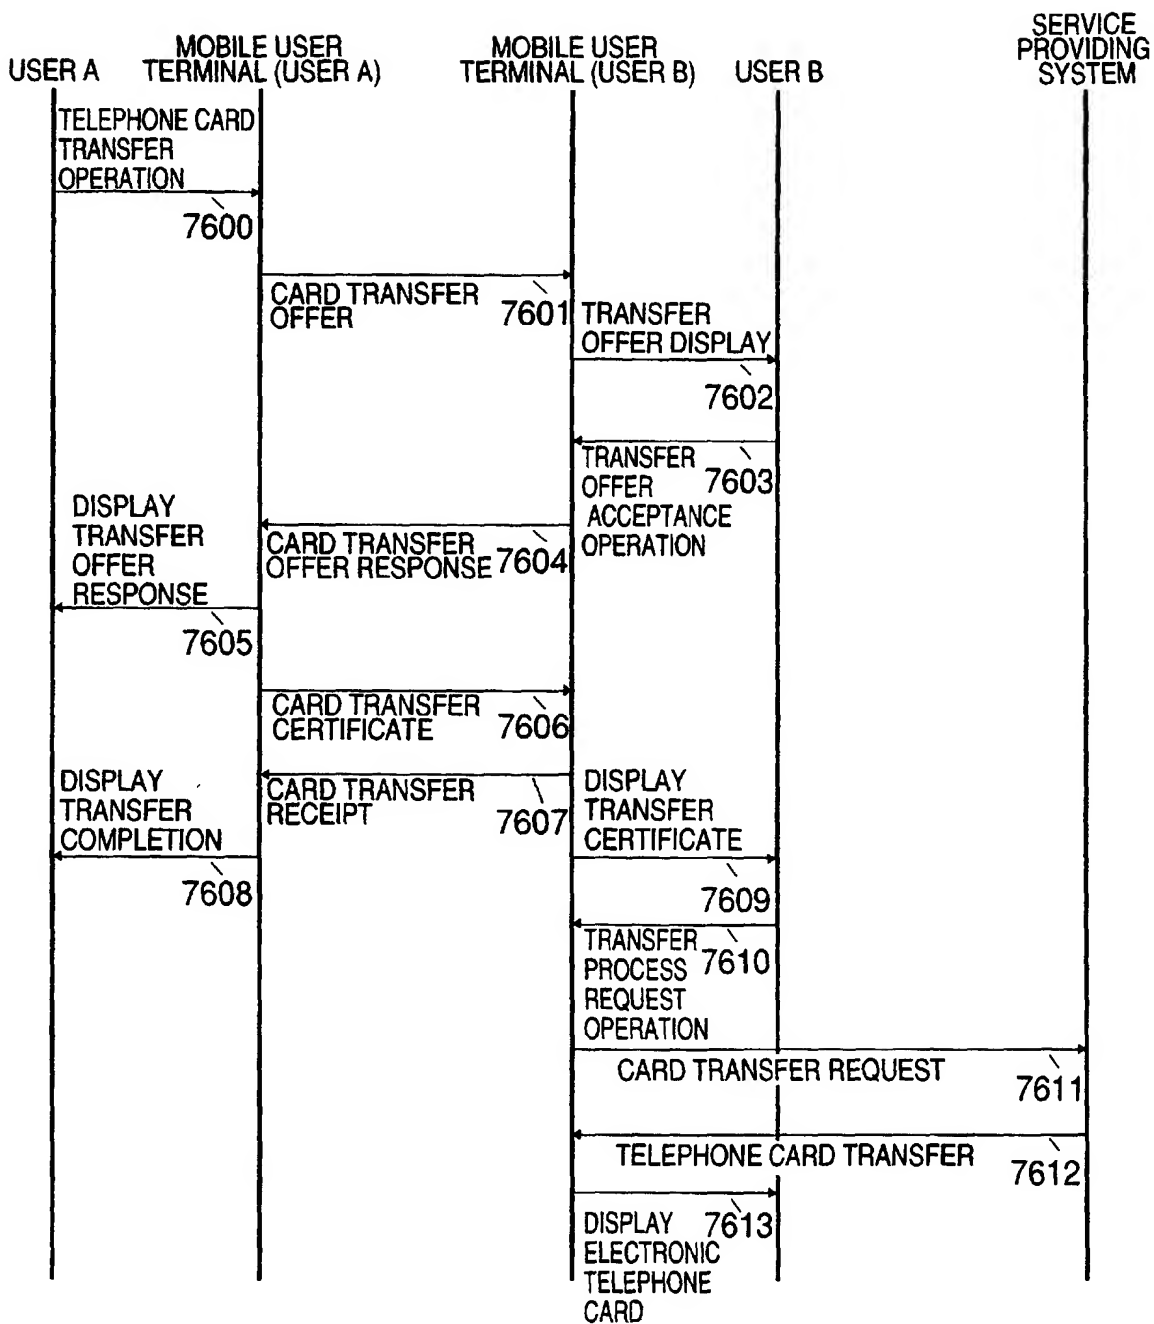 USER A
MOBILE USER
TERMINAL (USER A)
MOBILE USER
TERMINAL (USER B)
USER B
SERVICE
PROVIDING
SYSTEM
TELEPHONE CARD
TRANSFER
OPERATION
7600
CARD TRANSFER
OFFER
7601
TRANSFER
OFFER DISPLAY
7602
TRANSFER
OFFER
ACCEPTANCE
OPERATION
7603
CARD TRANSFER
OFFER RESPONSE
7604
DISPLAY
TRANSFER
OFFER
RESPONSE
7605
CARD TRANSFER
CERTIFICATE
7606
CARD TRANSFER
RECEIPT
7607
DISPLAY
TRANSFER
COMPLETION
7608
DISPLAY
TRANSFER
CERTIFICATE
7609
TRANSFER
PROCESS
REQUEST
OPERATION
7610
CARD TRANSFER REQUEST
7611
TELEPHONE CARD TRANSFER
7612
DISPLAY
ELECTRONIC
TELEPHONE
CARD
7613